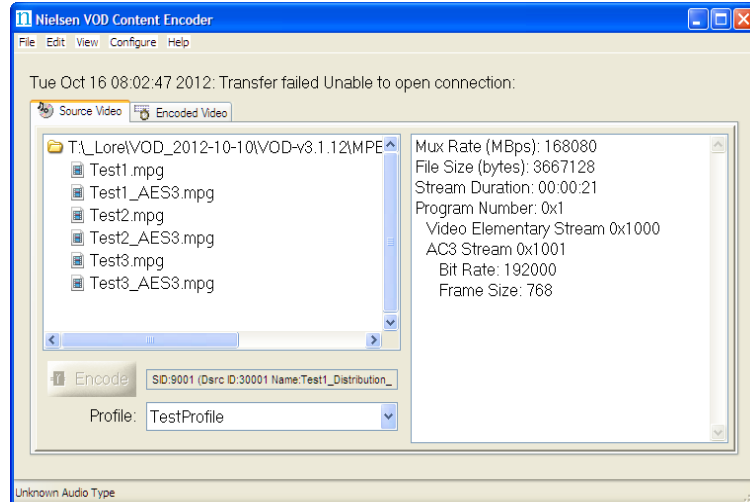 Nielsen VOD Content Encoder
File Edit View Configure Help
Tue Oct 16 08:02:47 2012: Transfer failed Unable to open connection:
Source Video Encoded Video
T:\_Lore\VOD_2012-10-10\VOD-v3.1.12\MPE
Test1.mpg
Test1_AES3.mpg
Test2.mpg
Test2_AES3.mpg
Test3.mpg
Test3_AES3.mpg
Mux Rate (MBps): 168080
File Size (bytes): 3667128
Stream Duration: 00:00:21
Program Number: 0x1
Video Elementary Stream 0x1000
AC3 Stream 0x1001
Bit Rate: 192000
Frame Size: 768
Encode
SID:9001 (Dsrc ID:30001 Name:Test1_Distribution_
Profile: TestProfile
Unknown Audio Type